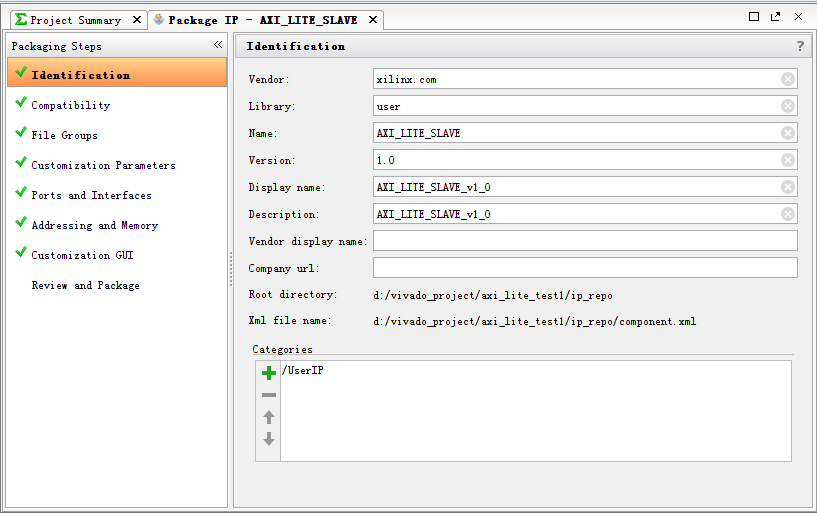 Project Summary
Package IP - AXI_LITE_SLAVE
Packaging Steps
Identification
Compatibility
File Groups
Customization Parameters
Ports and Interfaces
Addressing and Memory
Customization GUI
Review and Package
Identification
Vendor: xilinx.com
Library: user
Name: AXI_LITE_SLAVE
Version: 1.0
Display name: AXI_LITE_SLAVE_v1_0
Description: AXI_LITE_SLAVE_v1_0
Vendor display name:
Company url:
Root directory: d:/vivado_project/axi_lite_test1/ip_repo
Xml file name: d:/vivado_project/axi_lite_test1/ip_repo/component.xml
Categories
/UserIP